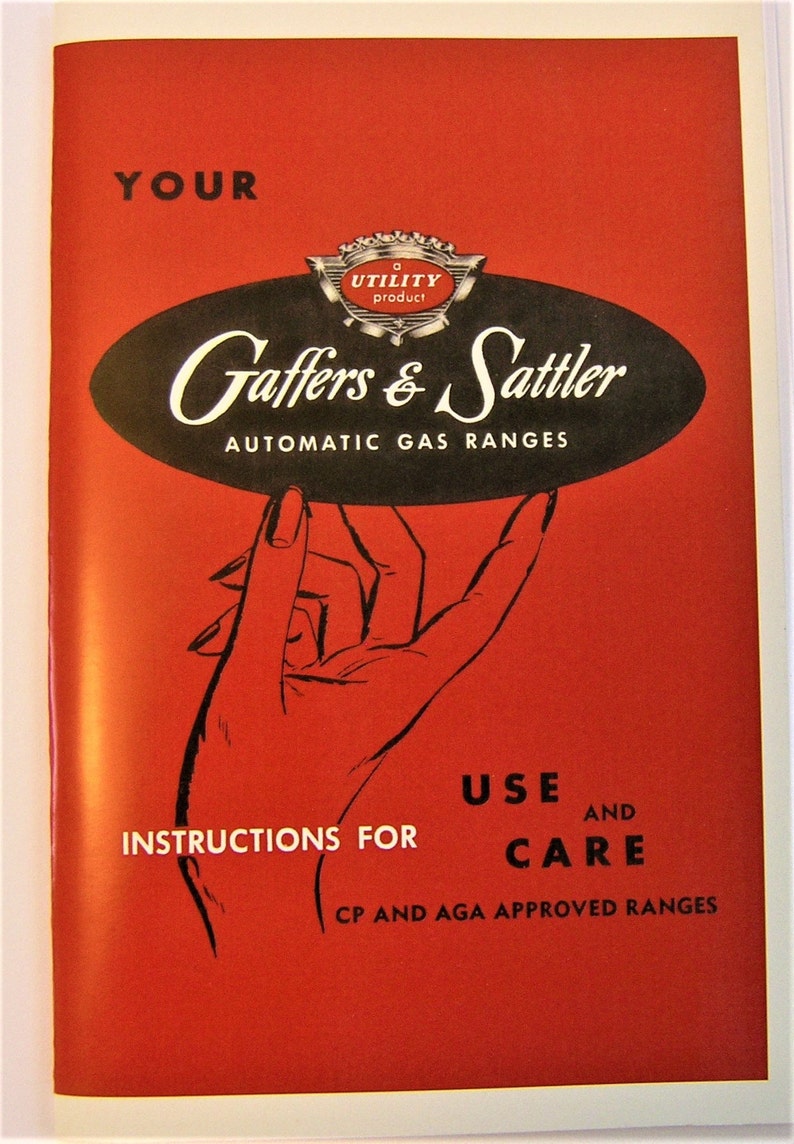 YOUR
a
UTILITY
product
Gaffers & Sattler
AUTOMATIC GAS RANGES
INSTRUCTIONS FOR
USE
AND
CARE
CP AND AGA APPROVED RANGES